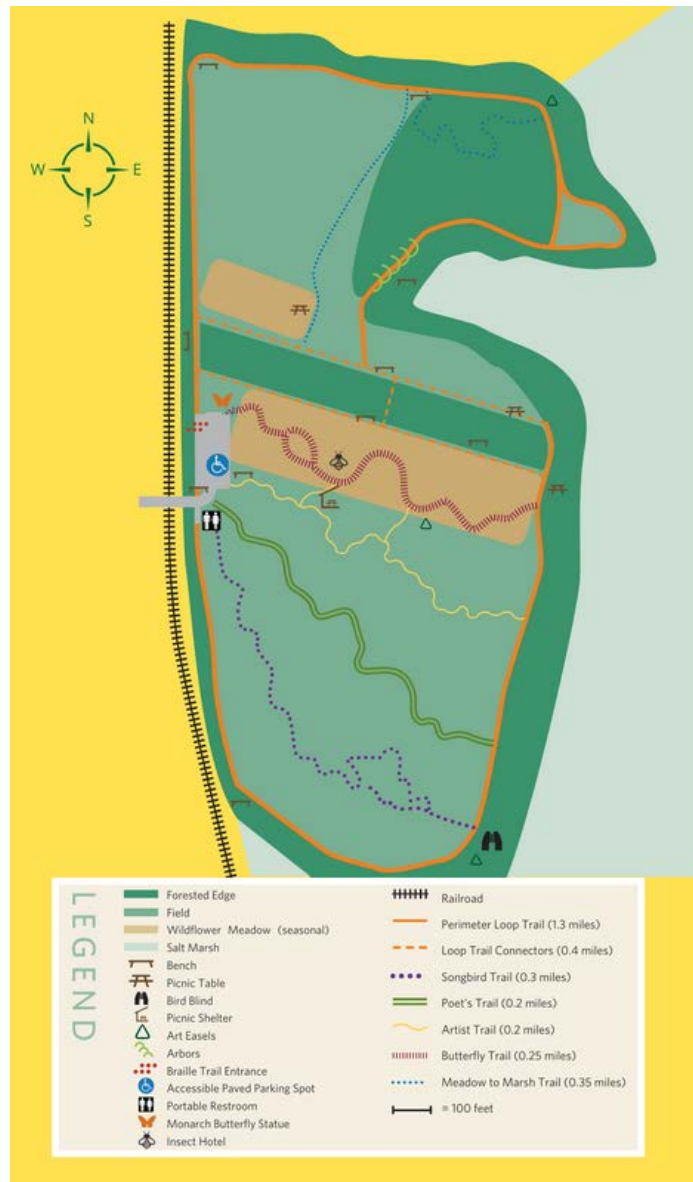 N
W E
S
LEGEND
Forested Edge
Field
Wildflower Meadow (seasonal)
Salt Marsh
Bench
Picnic Table
Bird Blind
Picnic Shelter
Art Easels
Arbors
Braille Trail Entrance
Accessible Paved Parking Spot
Portable Restroom
Monarch Butterfly Statue
Insect Hotel
Railroad
Perimeter Loop Trail (1.3 miles)
Loop Trail Connectors (0.4 miles)
Songbird Trail (0.3 miles)
Poet's Trail (0.2 miles)
Artist Trail (0.2 miles)
Butterfly Trail (0.25 miles)
Meadow to Marsh Trail (0.35 miles)
= 100 feet